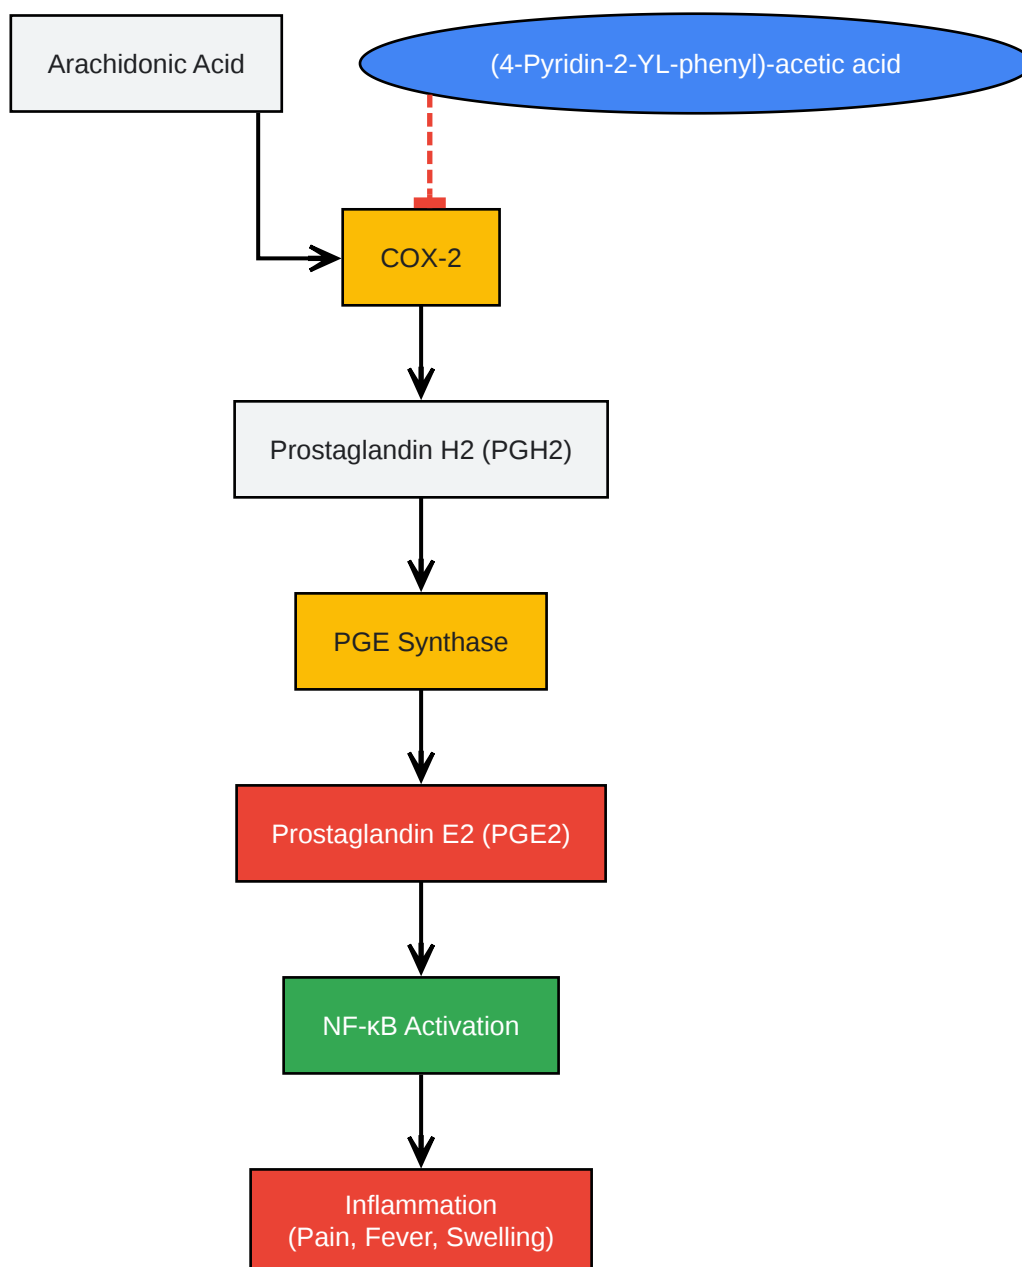 Arachidonic Acid
(4-Pyridin-2-YL-phenyl)-acetic acid
COX-2
Prostaglandin H2 (PGH2)
PGE Synthase
Prostaglandin E2 (PGE2)
NF-κB Activation
Inflammation
(Pain, Fever, Swelling)